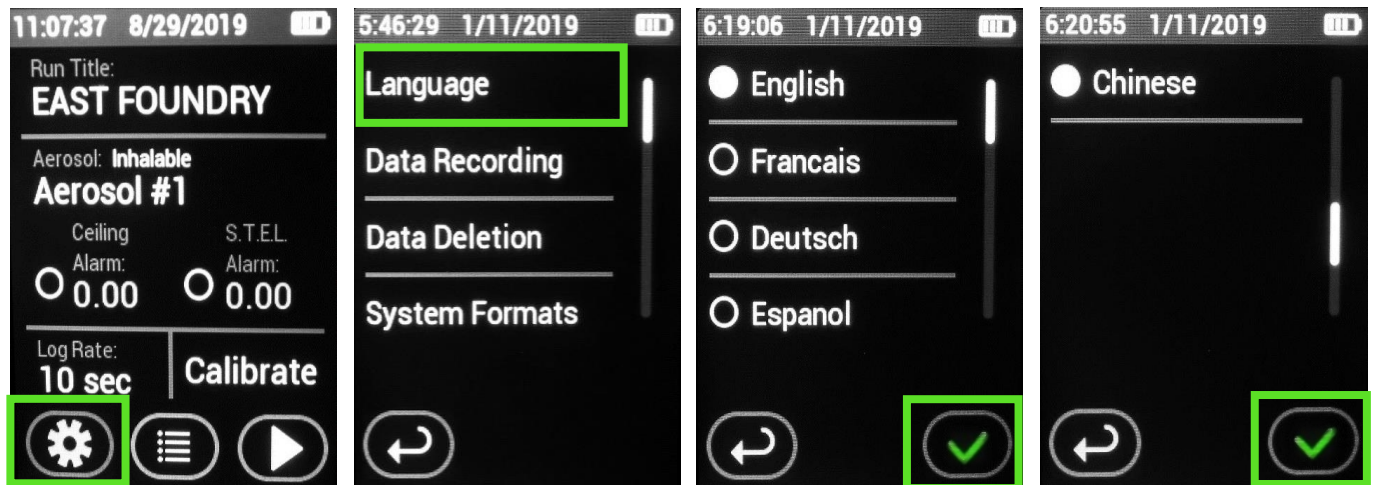 11:07:37 8/29/2019
Run Title:
EAST FOUNDRY
Aerosol: Inhalable
Aerosol #1
Ceiling S.T.E.L.
Alarm: Alarm:
0.00 0.00
Log Rate:
10 sec
Calibrate
5:46:29 1/11/2019
Language
Data Recording
Data Deletion
System Formats
6:19:06 1/11/2019
English
Francais
Deutsch
Espanol
6:20:55 1/11/2019
Chinese